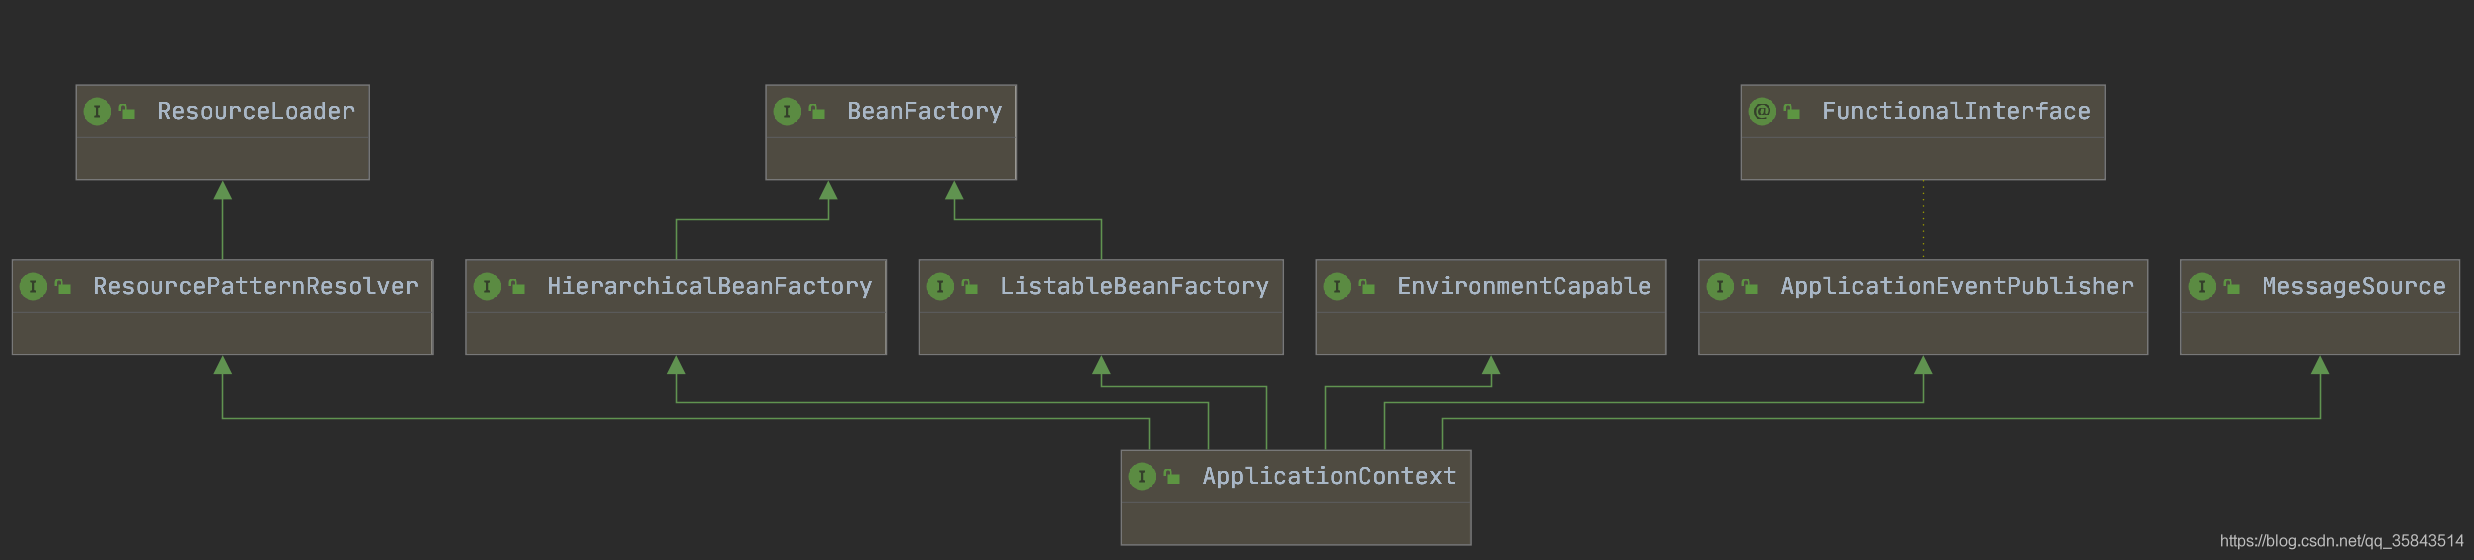 ResourceLoader
BeanFactory
@ FunctionalInterface
I ResourcePatternResolver
I HierarchicalBeanFactory
I ListableBeanFactory
I EnvironmentCapable
I ApplicationEventPublisher
I MessageSource
I ApplicationContext
https://blog.csdn.net/qq_35843514